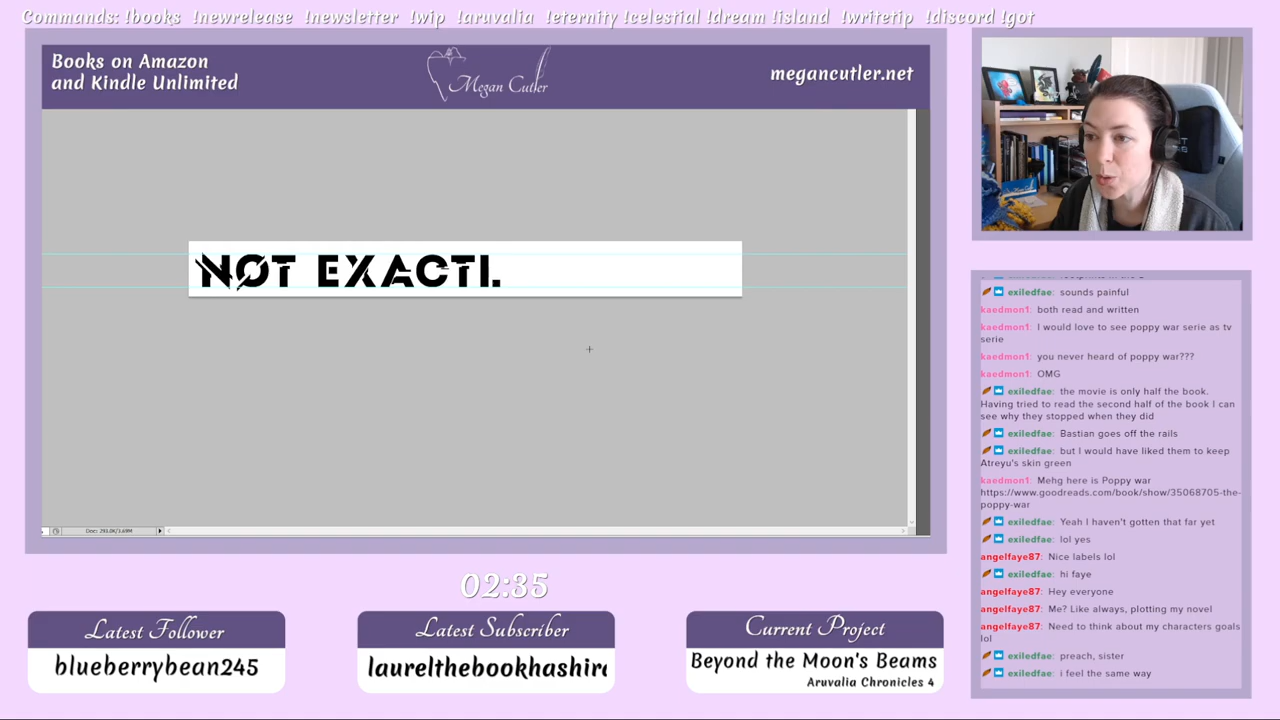 Commands: !books !newrelease !newsletter !wip !aruvalia !eternity !celestial !dream !island !writetip !discord !got
Books on Amazon
and Kindle Unlimited
Megan Cutler
megancutler.net
NOT EXACTI.
Doc: 293.0K/3.69M
exiledfae: sounds painful
kaedmon1: both read and written
kaedmon1: I would love to see poppy war serie as tv
serie
kaedmon1: you never heard of poppy war???
kaedmon1: OMG
exiledfae: the movie is only half the book.
Having tried to read the second half of the book I can
see why they stopped when they did
exiledfae: Bastian goes off the rails
exiledfae: but I would have liked them to keep
Atreyu's skin green
kaedmon1: Mehg here is Poppy war
https://www.goodreads.com/book/show/35068705-the-
poppy-war
exiledfae: Yeah I haven't gotten that far yet
exiledfae: lol yes
angelfaye87: Nice labels lol
exiledfae: hi faye
angelfaye87: Hey everyone
angelfaye87: Me? Like always, plotting my novel
angelfaye87: Need to think about my characters goals
lol
exiledfae: preach, sister
exiledfae: i feel the same way
02:35
Latest Follower
blueberrybean245
Latest Subscriber
laurelthebookhashira
Current Project
Beyond the Moon's Beams
Aruvalia Chronicles 4